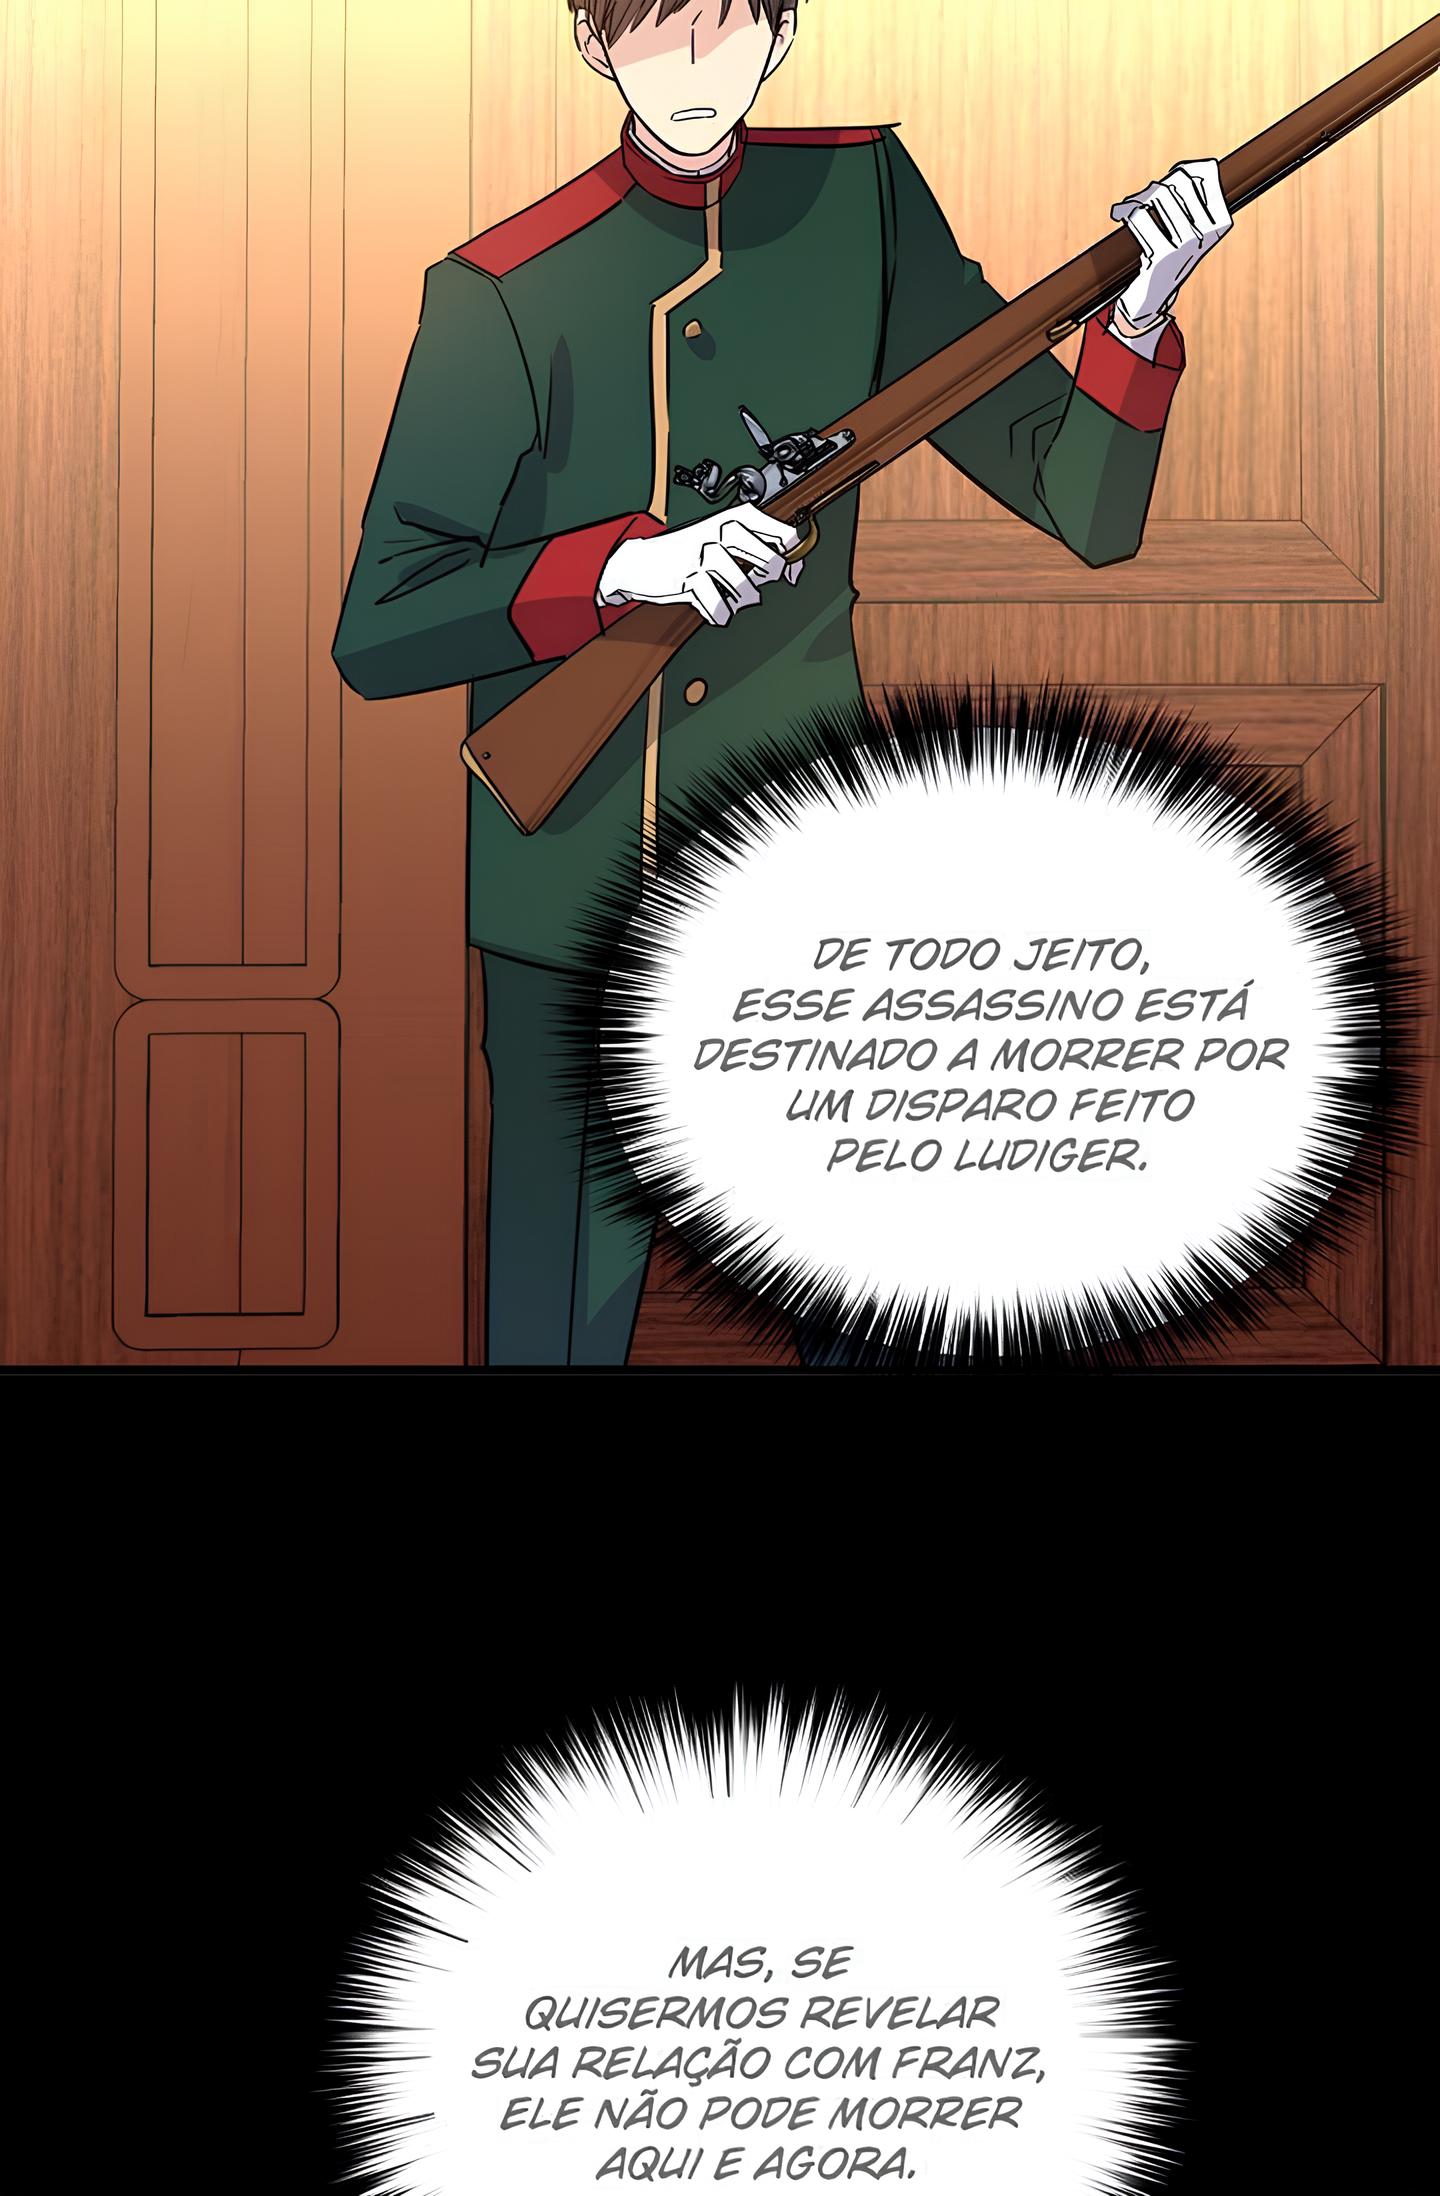 DE TODO JEITO,
ESSE ASSASSINO ESTÁ
DESTINADO A MORRER POR
UM DISPARO FEITO
PELO LUDIGER.
MAS, SE
QUISERMOS REVELAR
SUA RELAÇÃO COM FRANZ,
ELE NÃO PODE MORRER
AQUI E AGORA.